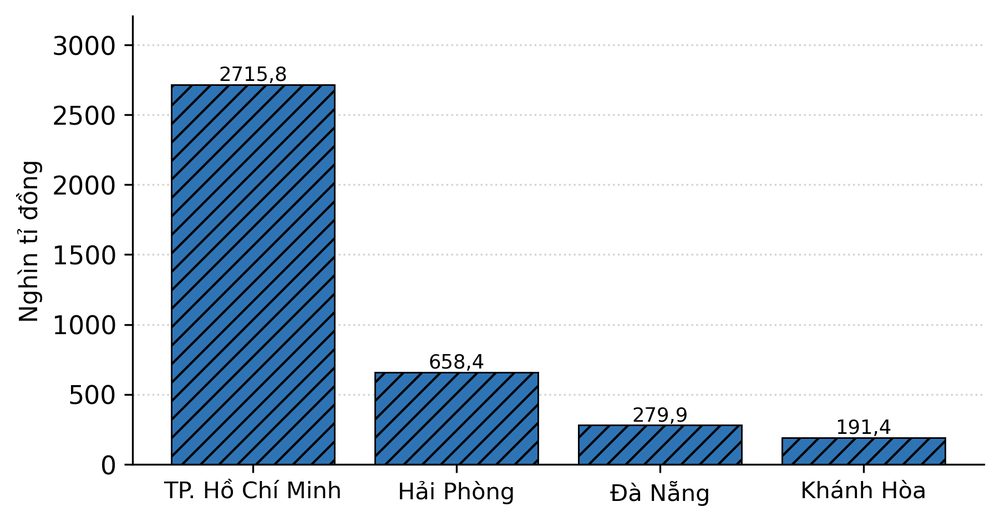 Nghìn tỉ đồng
3000
2500
2000
1500
1000
500
0
2715,8
658,4
279,9
191,4
TP. Hồ Chí Minh
Hải Phòng
Đà Nẵng
Khánh Hòa